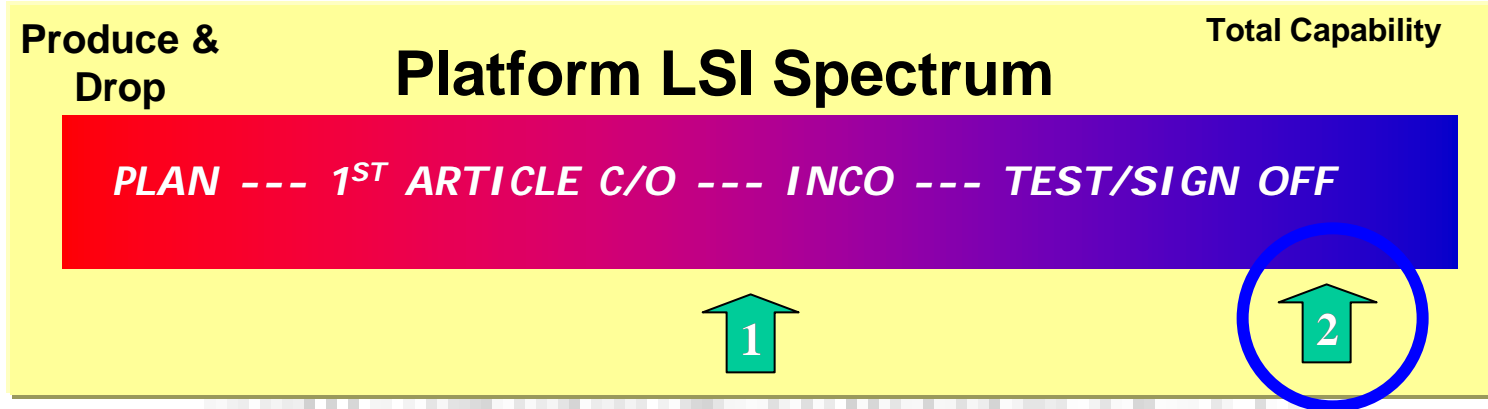 Produce &
Drop
Platform LSI Spectrum
Total Capability
PLAN --- 1ST ARTICLE C/O --- INCO --- TEST/SIGN OFF
1
2